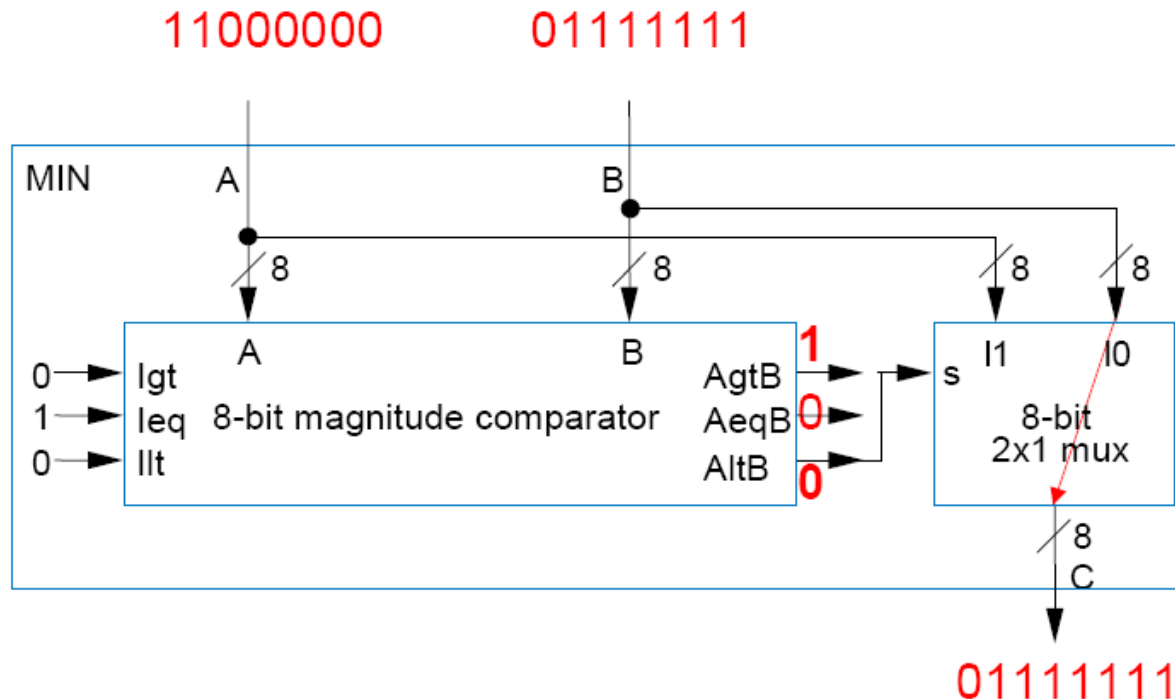 11000000 01111111
MIN A B
8 8 8 8
A B 1 I1 I0
0 Igt AgtB s
1 Ieq 8-bit magnitude comparator AeqB 0 8-bit
2x1 mux
0 Ilt AltB 0
8
C
01111111